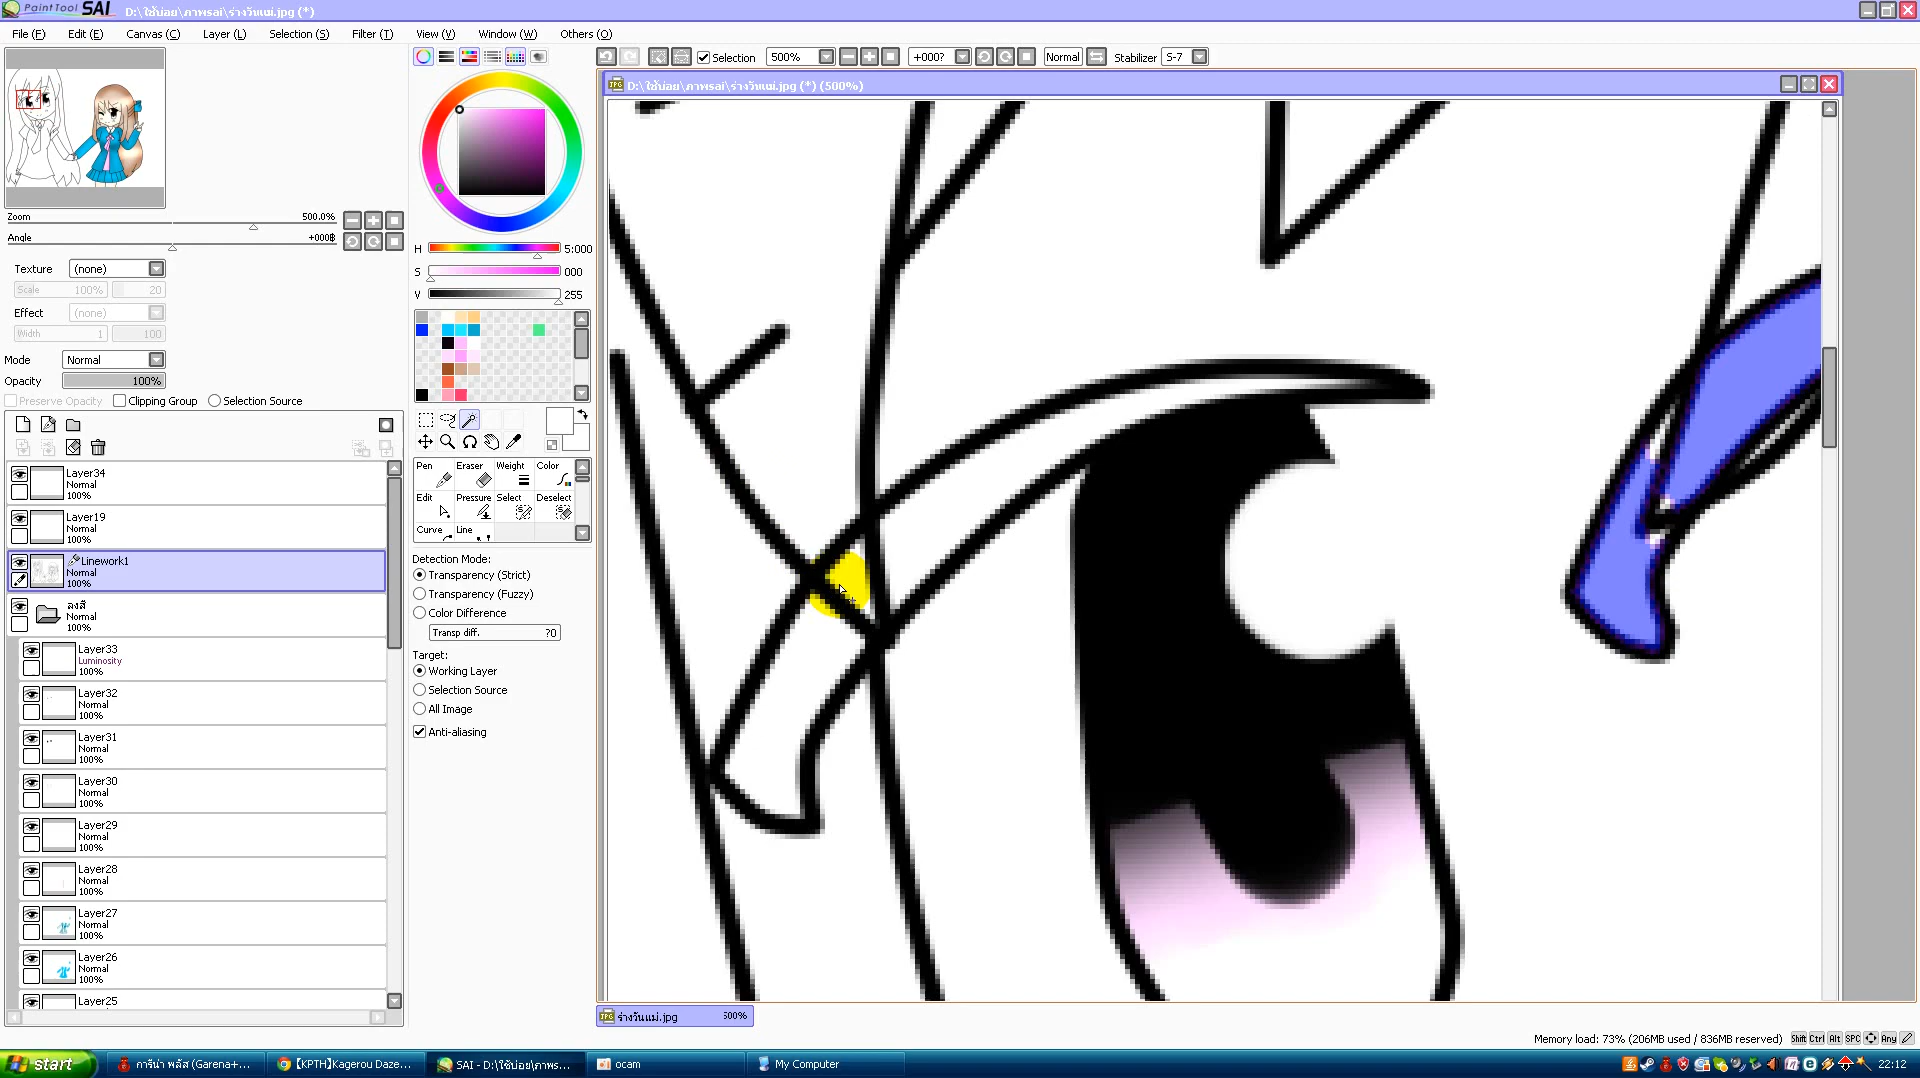 PaintTool SAI D:\ใช้บ่อย\ภาพsai\ร่างวันแม่.jpg (*)
File (F) Edit (E) Canvas (C) Layer (L) Selection (S) Filter (T) View (V) Window (W) Others (O)
Selection 500% +000? Normal Stabilizer S-7
D:\ใช้บ่อย\ภาพsai\ร่างวันแม่.jpg (*) (500%)
Zoom 500.0%
Angle
H 5:000
S 000
V 255
Texture (none)
Scale 100% 20
Effect (none)
Width 1 100
Mode Normal
Opacity 100%
Preserve Opacity Clipping Group Selection Source
Layer34
Normal
100%
Layer19
Normal
100%
Linework1
Normal
100%
ลงสี
Normal
100%
Layer33
Luminosity
100%
Layer32
Normal
100%
Layer31
Normal
100%
Layer30
Normal
100%
Layer29
Normal
100%
Layer28
Normal
100%
Layer27
Normal
100%
Layer26
Normal
100%
Layer25
Pen Eraser Weight Color
Edit Pressure Select Deselect
Curve Line
Detection Mode:
Transparency (Strict)
Transparency (Fuzzy)
Color Difference
Transp diff. ?0
Target:
Working Layer
Selection Source
All Image
Anti-aliasing
ร่างวันแม่.jpg 500%
Memory load: 73% (206MB used / 836MB reserved) Shift Ctrl Alt SPC Any
start การีน่า พลัส (Garena+... 【KPTH】Kagerou Daze... SAI - D:\ใช้บ่อย\ภาพs... ocam My Computer 22:12